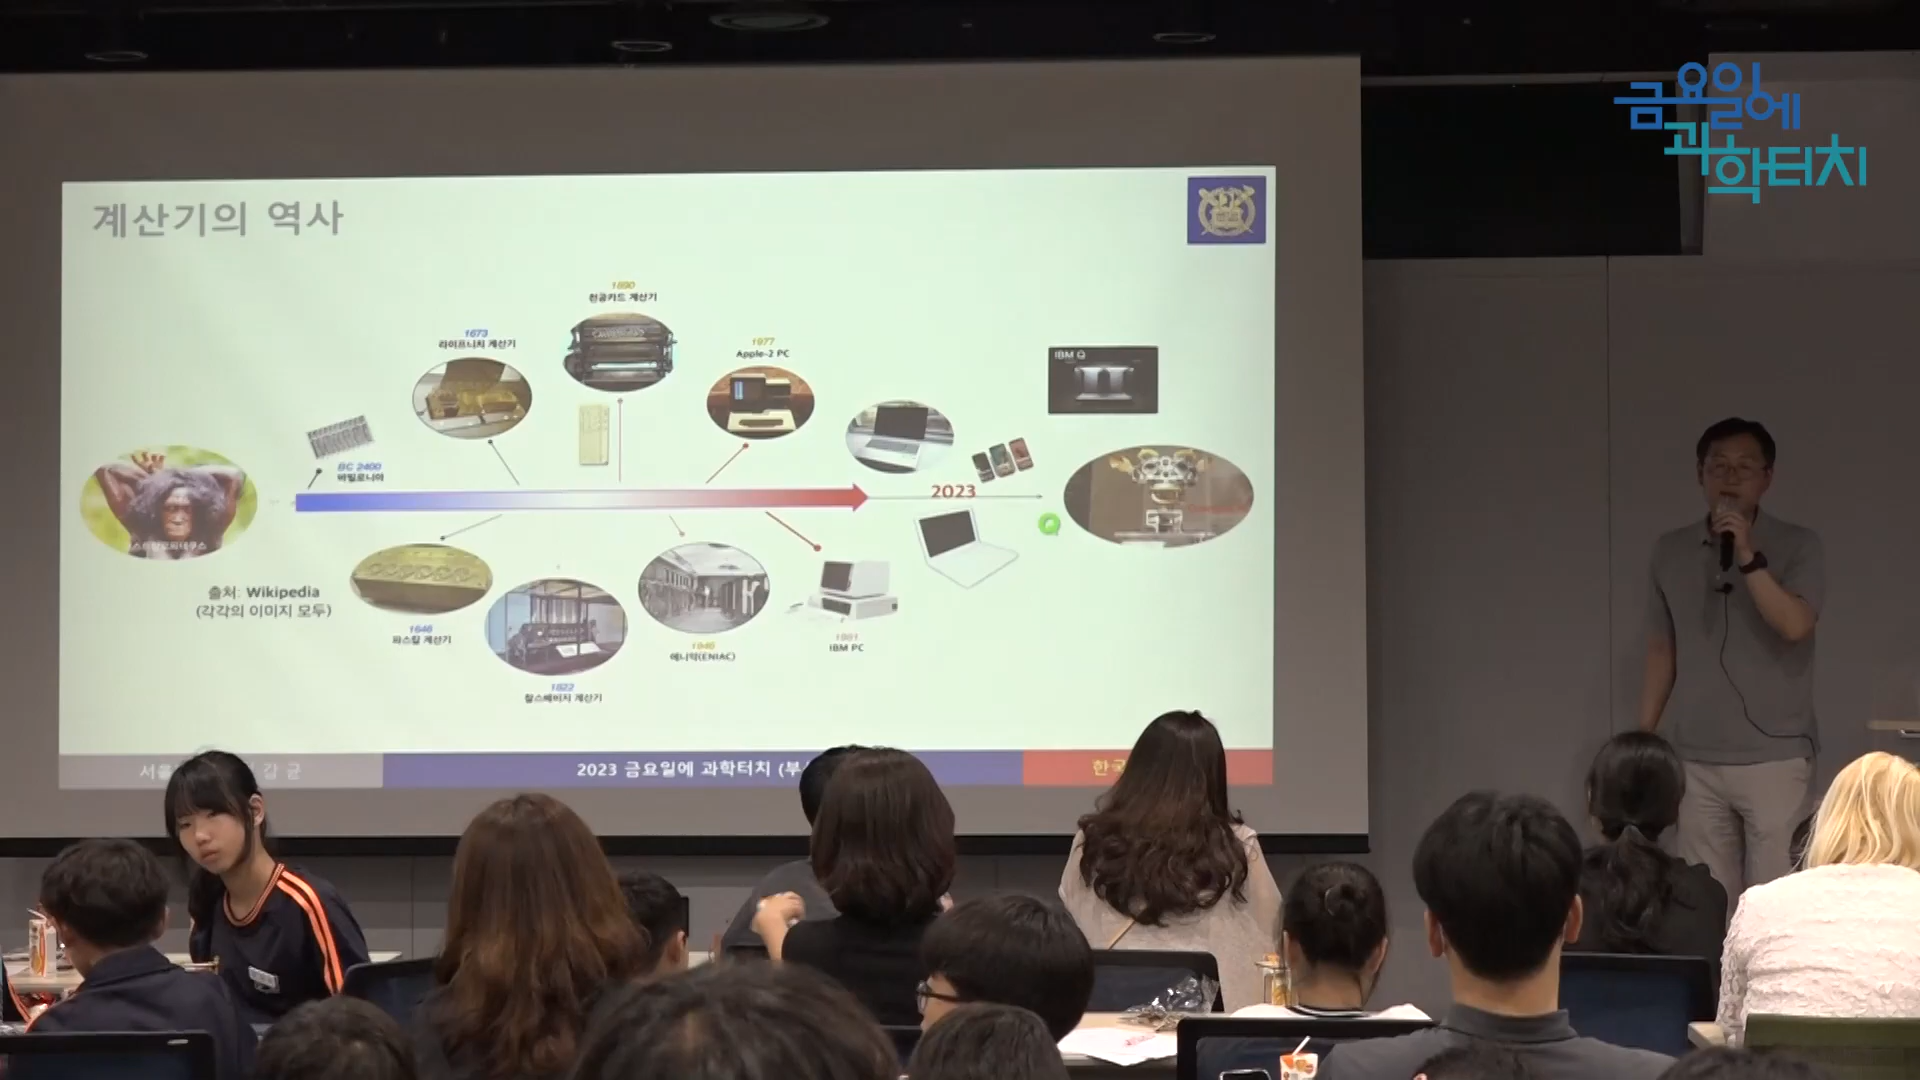 금요일에
과학터치
계산기의 역사
1890
천공카드 계산기
1673
라이프니치 계산기
1977
Apple-2 PC
IBM Q
BC 2400
바빌로니아
2023
출처: Wikipedia
(각각의 이미지 모두)
1646
파스칼 계산기
1946
에니악(ENIAC)
1981
IBM PC
1822
찰스베비지 계산기
2023 금요일에 과학터치